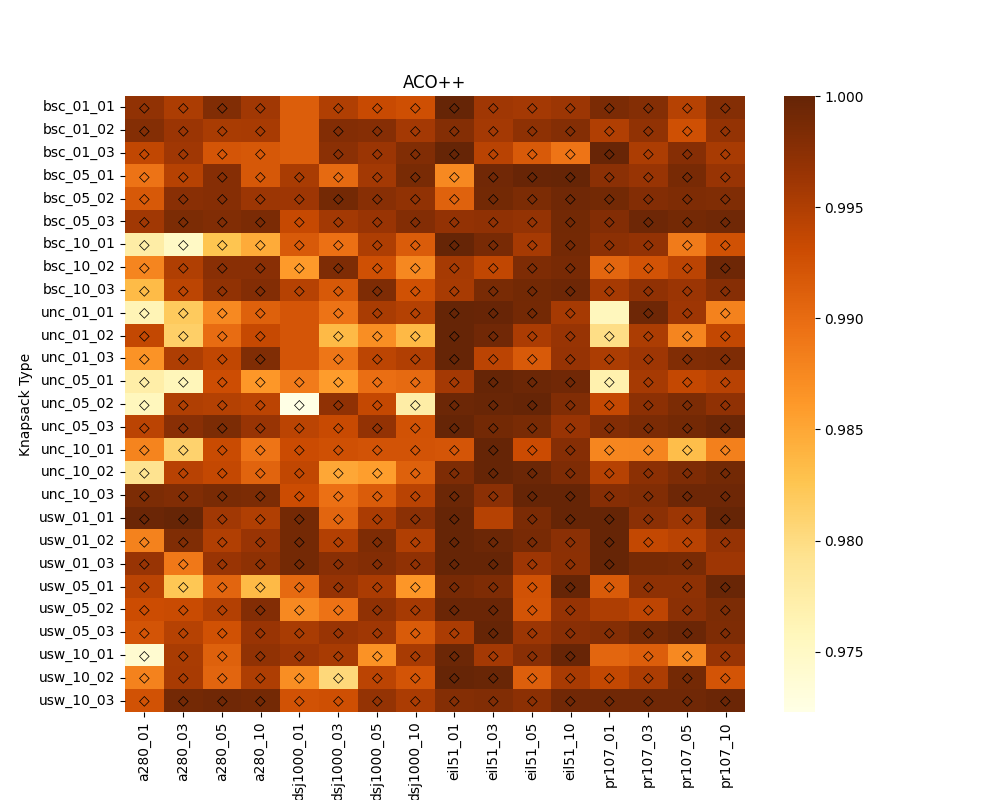 ACO++
Knapsack Type
bsc_01_01
bsc_01_02
bsc_01_03
bsc_05_01
bsc_05_02
bsc_05_03
bsc_10_01
bsc_10_02
bsc_10_03
unc_01_01
unc_01_02
unc_01_03
unc_05_01
unc_05_02
unc_05_03
unc_10_01
unc_10_02
unc_10_03
usw_01_01
usw_01_02
usw_01_03
usw_05_01
usw_05_02
usw_05_03
usw_10_01
usw_10_02
usw_10_03
a280_01
a280_03
a280_05
a280_10
dsj1000_01
dsj1000_03
dsj1000_05
dsj1000_10
eil51_01
eil51_03
eil51_05
eil51_10
pr107_01
pr107_03
pr107_05
pr107_10
1.000
0.995
0.990
0.985
0.980
0.975